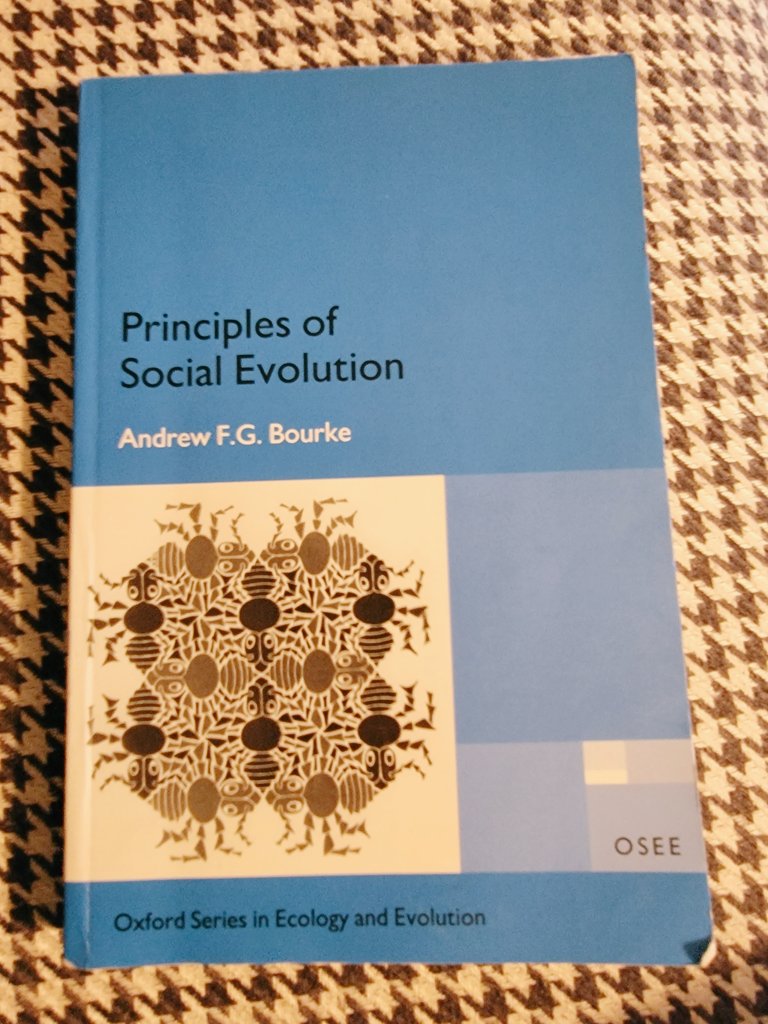 Principles of
Social Evolution
Andrew F.G. Bourke
OSEE
Oxford Series in Ecology and Evolution